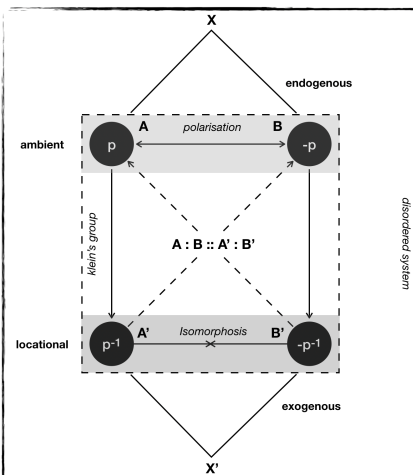 X
endogenous
A
polarisation
B
ambient
p
-p
klein's group
A : B :: A' : B'
disordered system
Isomorphosis
A'
B'
locational
p-1
-p-1
exogenous
X'